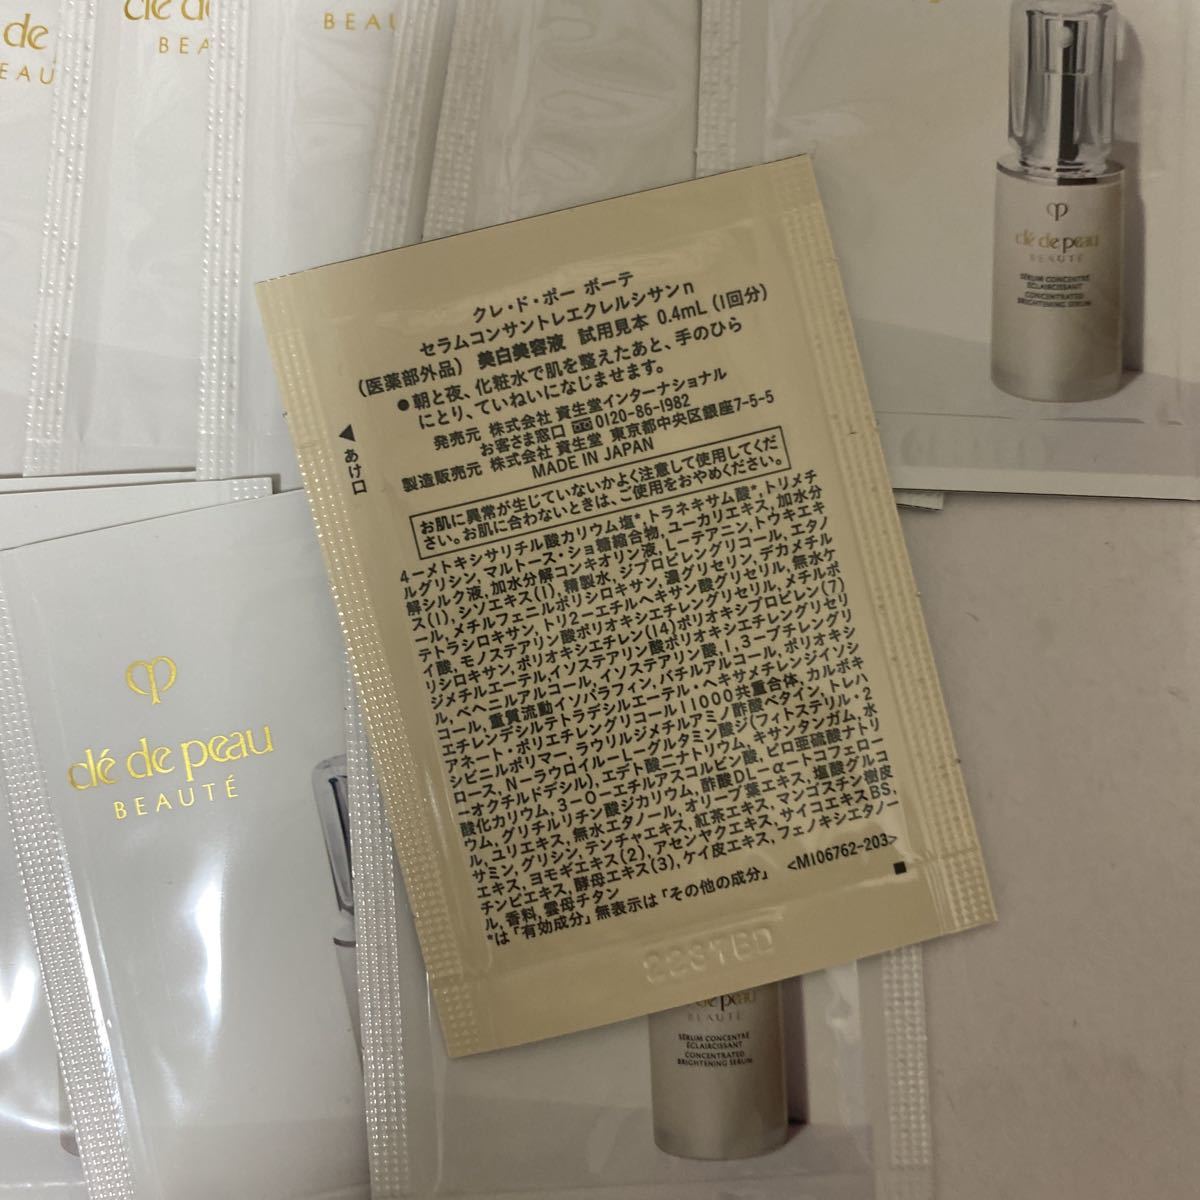 de
EAU
clé d
BEA
BEAU
clé de peau
BEAUTÉ
SÉRUM CONCENTRÉ
ÉCLAIRCISSANT
CONCENTRATED
BRIGHTENING SERUM
クレ・ド・ポー ボーテ
セラムコンサントレエクレルシサンn
(医薬部外品) 美白美容液 試用見本 0.4mL (1回分)
●朝と夜、化粧水で肌を整えたあと、手のひら
にとり、ていねいになじませます。
発売元 株式会社 資生堂インターナショナル
お客さま窓口 0120-86-1982
製造販売元 株式会社 資生堂 東京都中央区銀座7-5-5
MADE IN JAPAN
◀あけ口
お肌に異常が生じていないかよく注意して使用してくだ
さい。お肌に合わないときは、ご使用をおやめください。
4-メトキシサリチル酸カリウム塩*,トラネキサム酸*,トリメチ
ルグリシン,マルトース・ショ糖縮合物,ユーカリエキス,加水分
解シルク液,加水分解コンキオリン液,L-テアニン,トウキエキ
ス(1),シソエキス(1),精製水,ジプロピレングリコール,エタノ
ール,メチルフェニルポリシロキサン,濃グリセリン,デカメチル
テトラシロキサン,トリ2-エチルヘキサン酸グリセリル,無水ケ
イ酸,モノステアリン酸ポリオキシエチレングリセリル,メチルポ
リシロキサン,ポリオキシエチレン(14)ポリオキシプロピレン(7)
ジメチルエーテル,イソステアリン酸ポリオキシエチレングリセリ
ル,ベヘニルアルコール,イソステアリン酸,1,3-ブチレングリ
コール,重質流動イソパラフィン,バチルアルコール,ポリオキシ
エチレンデシルテトラデシルエーテル・ヘキサメチレンジイソシ
アネート・ポリエチレングリコール11000共重合体,カルボキ
シビニルポリマー,ラウリルジメチルアミノ酢酸ベタイン,トレハ
ロース,N-ラウロイル-L-グルタミン酸ジ(フィトステリル・2
-オクチルドデシル),エデト酸二ナトリウム,キサンタンガム,水
酸化カリウム,3-O-エチルアスコルビン酸,ピロ亜硫酸ナトリ
ウム,グリチルリチン酸ジカリウム,酢酸DL-α-トコフェロー
ル,ユリエキス,無水エタノール,オリーブ葉エキス,塩酸グルコ
サミン,グリシン,テンチャエキス,紅茶エキス,マンゴスチン樹皮
エキス,ヨモギエキス(2),アセンヤクエキス,サイコエキスBS,
チンピエキス,酵母エキス(3),ケイ皮エキス,フェノキシエタノー
ル,香料,雲母チタン
*は「有効成分」無表示は「その他の成分」 <M106762-203>
clé de peau
BEAUTÉ
clé de peau
BEAUTÉ
SÉRUM CONCENTRÉ
ÉCLAIRCISSANT
CONCENTRATED
BRIGHTENING SERUM